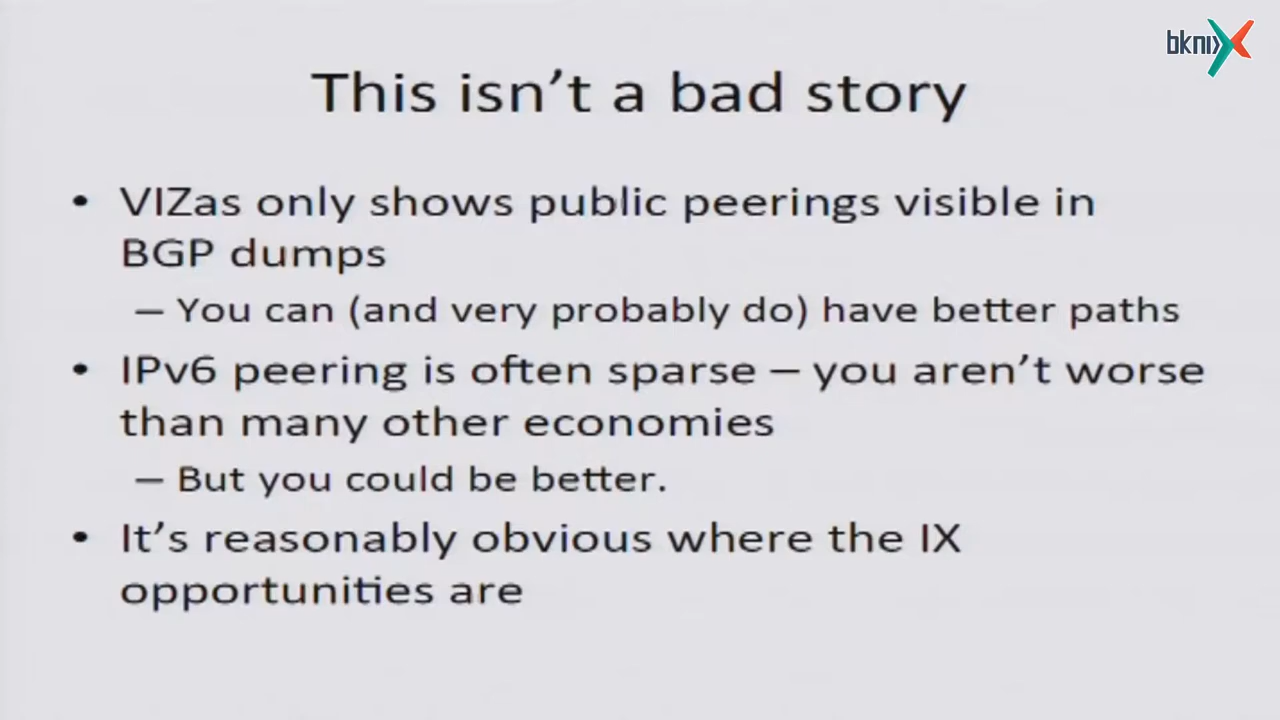 bknix
This isn't a bad story
• VIZas only shows public peerings visible in
BGP dumps
– You can (and very probably do) have better paths
• IPv6 peering is often sparse – you aren't worse
than many other economies
– But you could be better.
• It's reasonably obvious where the IX
opportunities are